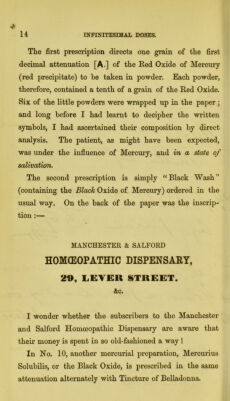 14 INFINITESIMAL DOSES.
The first prescription directs one grain of the first
decimal attenuation [A.] of the Red Oxide of Mercury
(red precipitate) to be taken in powder. Each powder,
therefore, contained a tenth of a grain of the Red Oxide.
Six of the little powders were wrapped up in the paper;
and long before I had learnt to decipher the written
symbols, I had ascertained their composition by direct
analysis. The patient, as might have been expected,
was under the influence of Mercury, and in a state of
salivation.
The second prescription is simply "Black Wash"
(containing the Black Oxide of Mercury) ordered in the
usual way. On the back of the paper was the inscrip-
tion:—
MANCHESTER & SALFORD
HOMŒOPATHIC DISPENSARY,
29, LEVER STREET.
&c.
I wonder whether the subscribers to the Manchester
and Salford Homœopathic Dispensary are aware that
their money is spent in so old-fashioned a way!
In No. 10, another mercurial preparation, Mercurius
Solubilis, or the Black Oxide, is prescribed in the same
attenuation alternately with Tincture of Belladonna.